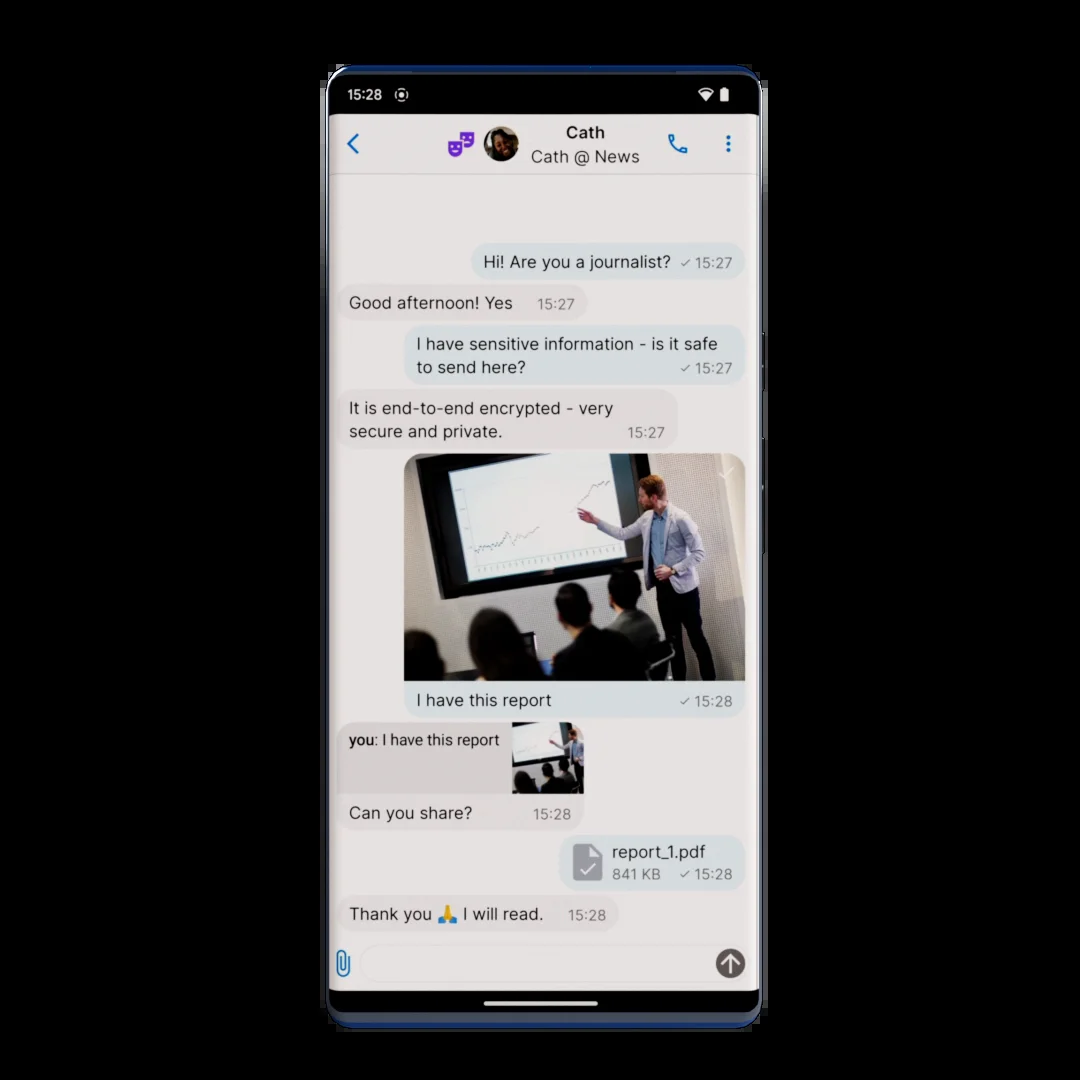 15:28
Cath
Cath @ News
Hi! Are you a journalist? ✓ 15:27
Good afternoon! Yes 15:27
I have sensitive information - is it safe
to send here? ✓ 15:27
It is end-to-end encrypted - very
secure and private. 15:27
I have this report ✓ 15:28
you: I have this report
Can you share? 15:28
report_1.pdf
841 KB ✓ 15:28
Thank you 🙏 I will read. 15:28